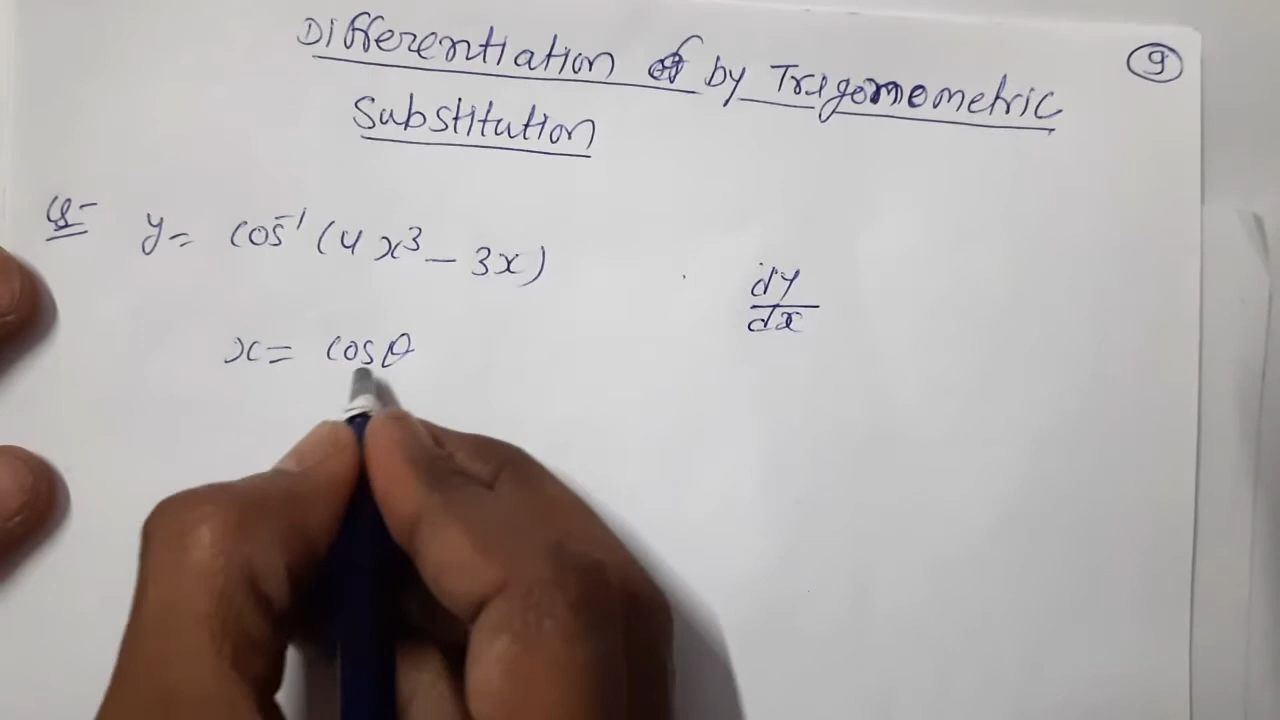 Differentiation by Trigonometric
Substitution
9
Q- y = cos⁻¹ (4x³ - 3x)
dy
dx
x = cosθ